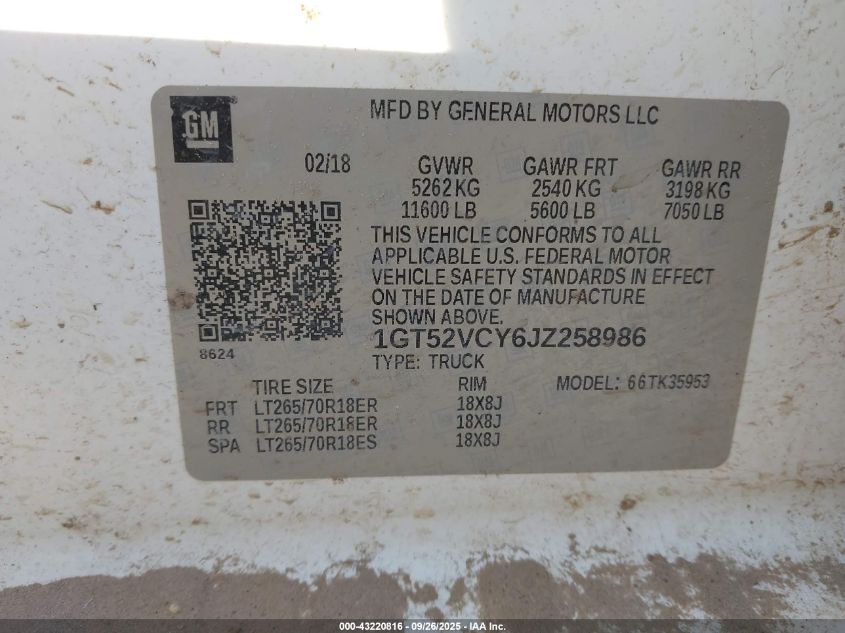 GM
MFD BY GENERAL MOTORS LLC
02/18 GVWR GAWR FRT GAWR RR
5262 KG 2540 KG 3198 KG
11600 LB 5600 LB 7050 LB
THIS VEHICLE CONFORMS TO ALL
APPLICABLE U.S. FEDERAL MOTOR
VEHICLE SAFETY STANDARDS IN EFFECT
ON THE DATE OF MANUFACTURE
SHOWN ABOVE.
8624 1GT52VCY6JZ258986
TYPE: TRUCK
TIRE SIZE RIM MODEL: 66TK35953
FRT LT265/70R18ER 18X8J
RR LT265/70R18ER 18X8J
SPA LT265/70R18ES 18X8J
000-43220816 - 09/26/2025 - IAA Inc.